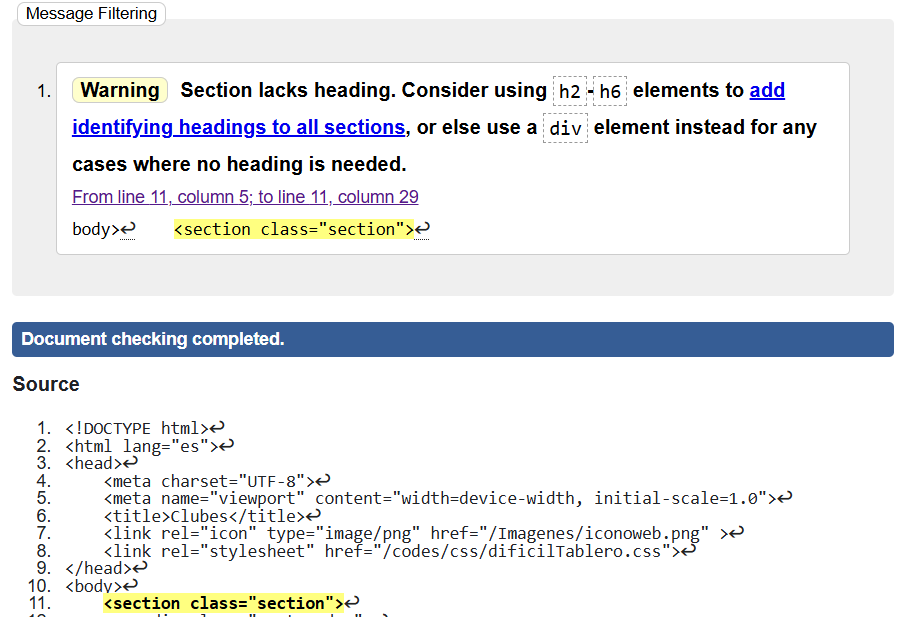 Message Filtering
1. Warning Section lacks heading. Consider using h2-h6 elements to add
identifying headings to all sections, or else use a div element instead for any
cases where no heading is needed.
From line 11, column 5; to line 11, column 29
body>↩    <section class="section">↩
Document checking completed.
Source
1. <!DOCTYPE html>↩
2. <html lang="es">↩
3. <head>↩
4.     <meta charset="UTF-8">↩
5.     <meta name="viewport" content="width=device-width, initial-scale=1.0">↩
6.     <title>Clubes</title>↩
7.     <link rel="icon" type="image/png" href="/Imagenes/iconoweb.png" >↩
8.     <link rel="stylesheet" href="/codes/css/dificilTablero.css">↩
9. </head>↩
10. <body>↩
11.     <section class="section">↩